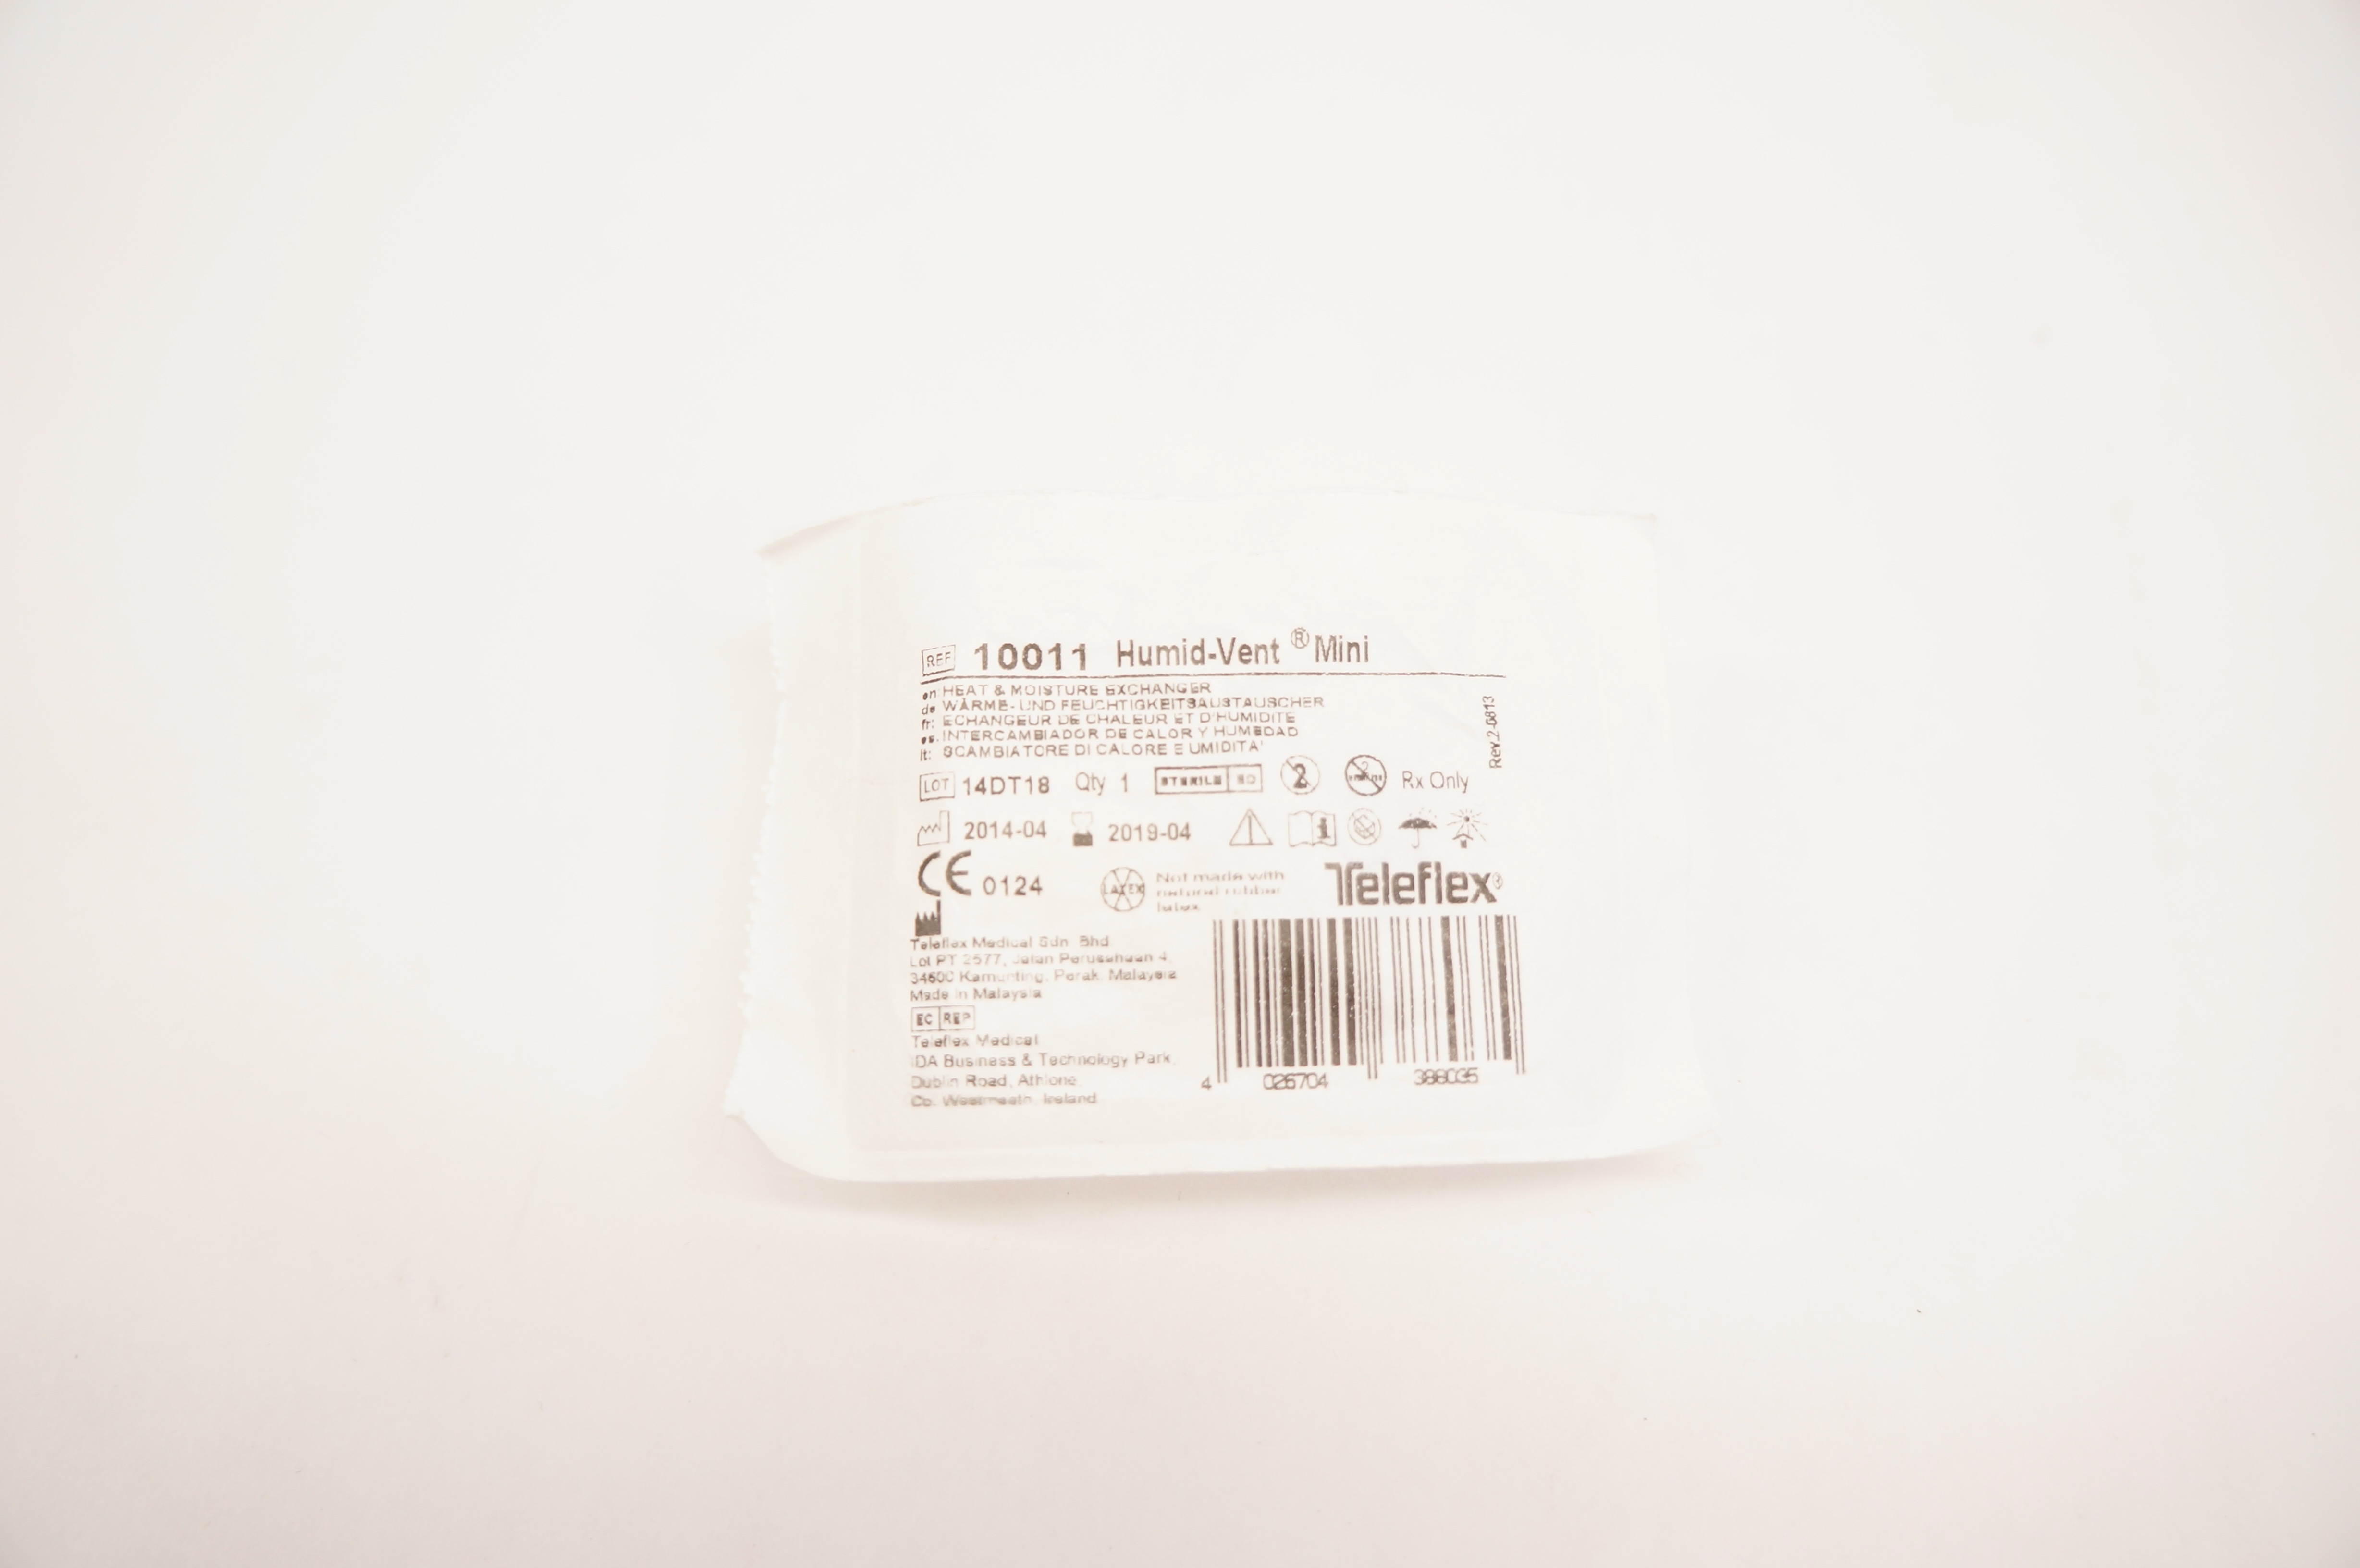 REF 10011 Humid-Vent ® Mini
en: HEAT & MOISTURE EXCHANGER
de WÄRME- UND FEUCHTIGKEITSAUSTAUSCHER
fr: ECHANGEUR DE CHALEUR ET D'HUMIDITE
es. INTERCAMBIADOR DE CALOR Y HUMEDAD
it: SCAMBIATORE DI CALORE E UMIDITA'
Rev.2-0813
LOT 14DT18 Qty 1 STERILE 2 Rx Only
2014-04 2019-04
CE 0124 LATEX Not made with
natural rubber
latex
Teleflex®
Teleflex Medical Sdn. Bhd
Lot PT 2577, Jalan Perusahaan 4,
34600 Kamunting, Perak, Malaysia
Made in Malaysia
EC REP
Teleflex Medical
IDA Business & Technology Park
Dublin Road, Athlone
Co. Westmeath, Ireland
4 026704 388035